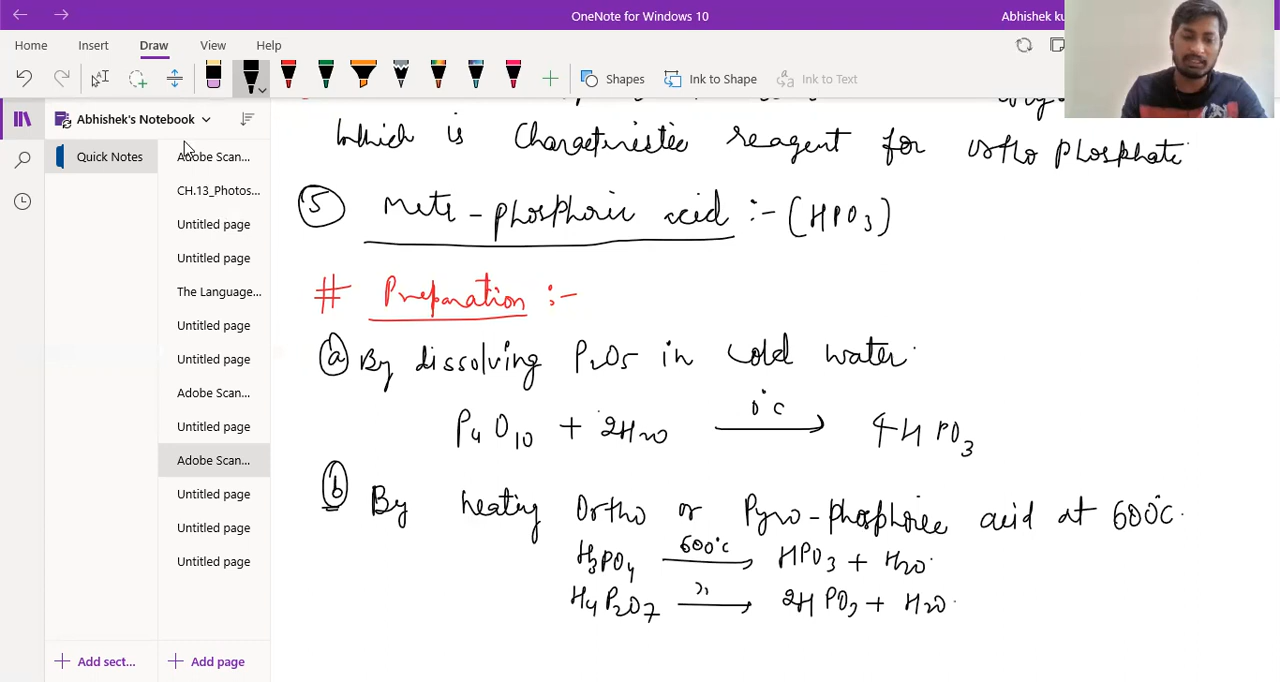 OneNote for Windows 10
Abhishek ku
Home Insert Draw View Help
Shapes Ink to Shape Ink to Text
Abhishek's Notebook
Quick Notes
Adobe Scan...
CH.13_Photos...
Untitled page
Untitled page
The Language...
Untitled page
Untitled page
Adobe Scan...
Untitled page
Adobe Scan...
Untitled page
Untitled page
Untitled page
Add sect... Add page
Which is Characteristic reagent for Ortho phosphate
5 Meta - phosphoric acid :- (HPO3)
# Preparation :-
a By dissolving P2O5 in cold water.
P4O10 + 2H2O 0°C → 4HPO3
b By heating Ortho or Pyro - phosphoric acid at 600°C.
H3PO4 600°C → HPO3 + H2O.
H4P2O7 ,, → 2HPO3 + H2O.